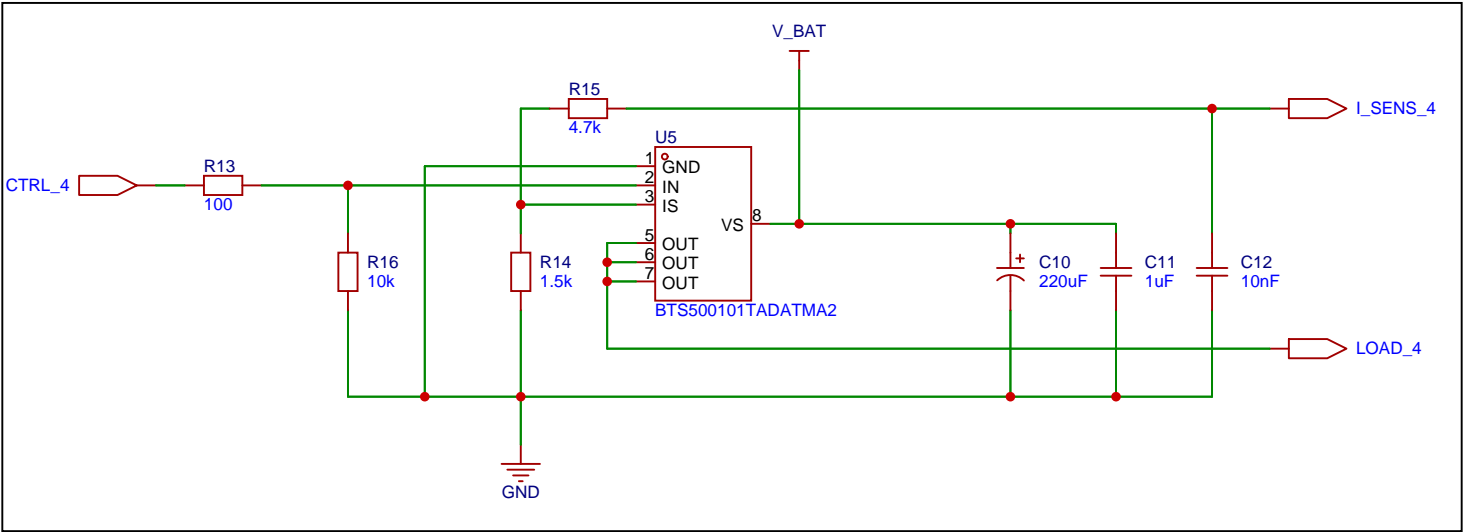 V_BAT
R15
4.7k
I_SENS_4
U5
CTRL_4
R13
100
1
GND
2
IN
3
IS
VS
8
5
OUT
6
OUT
7
OUT
BTS500101TADATMA2
R16
10k
R14
1.5k
+
C10
220uF
C11
1uF
C12
10nF
LOAD_4
GND